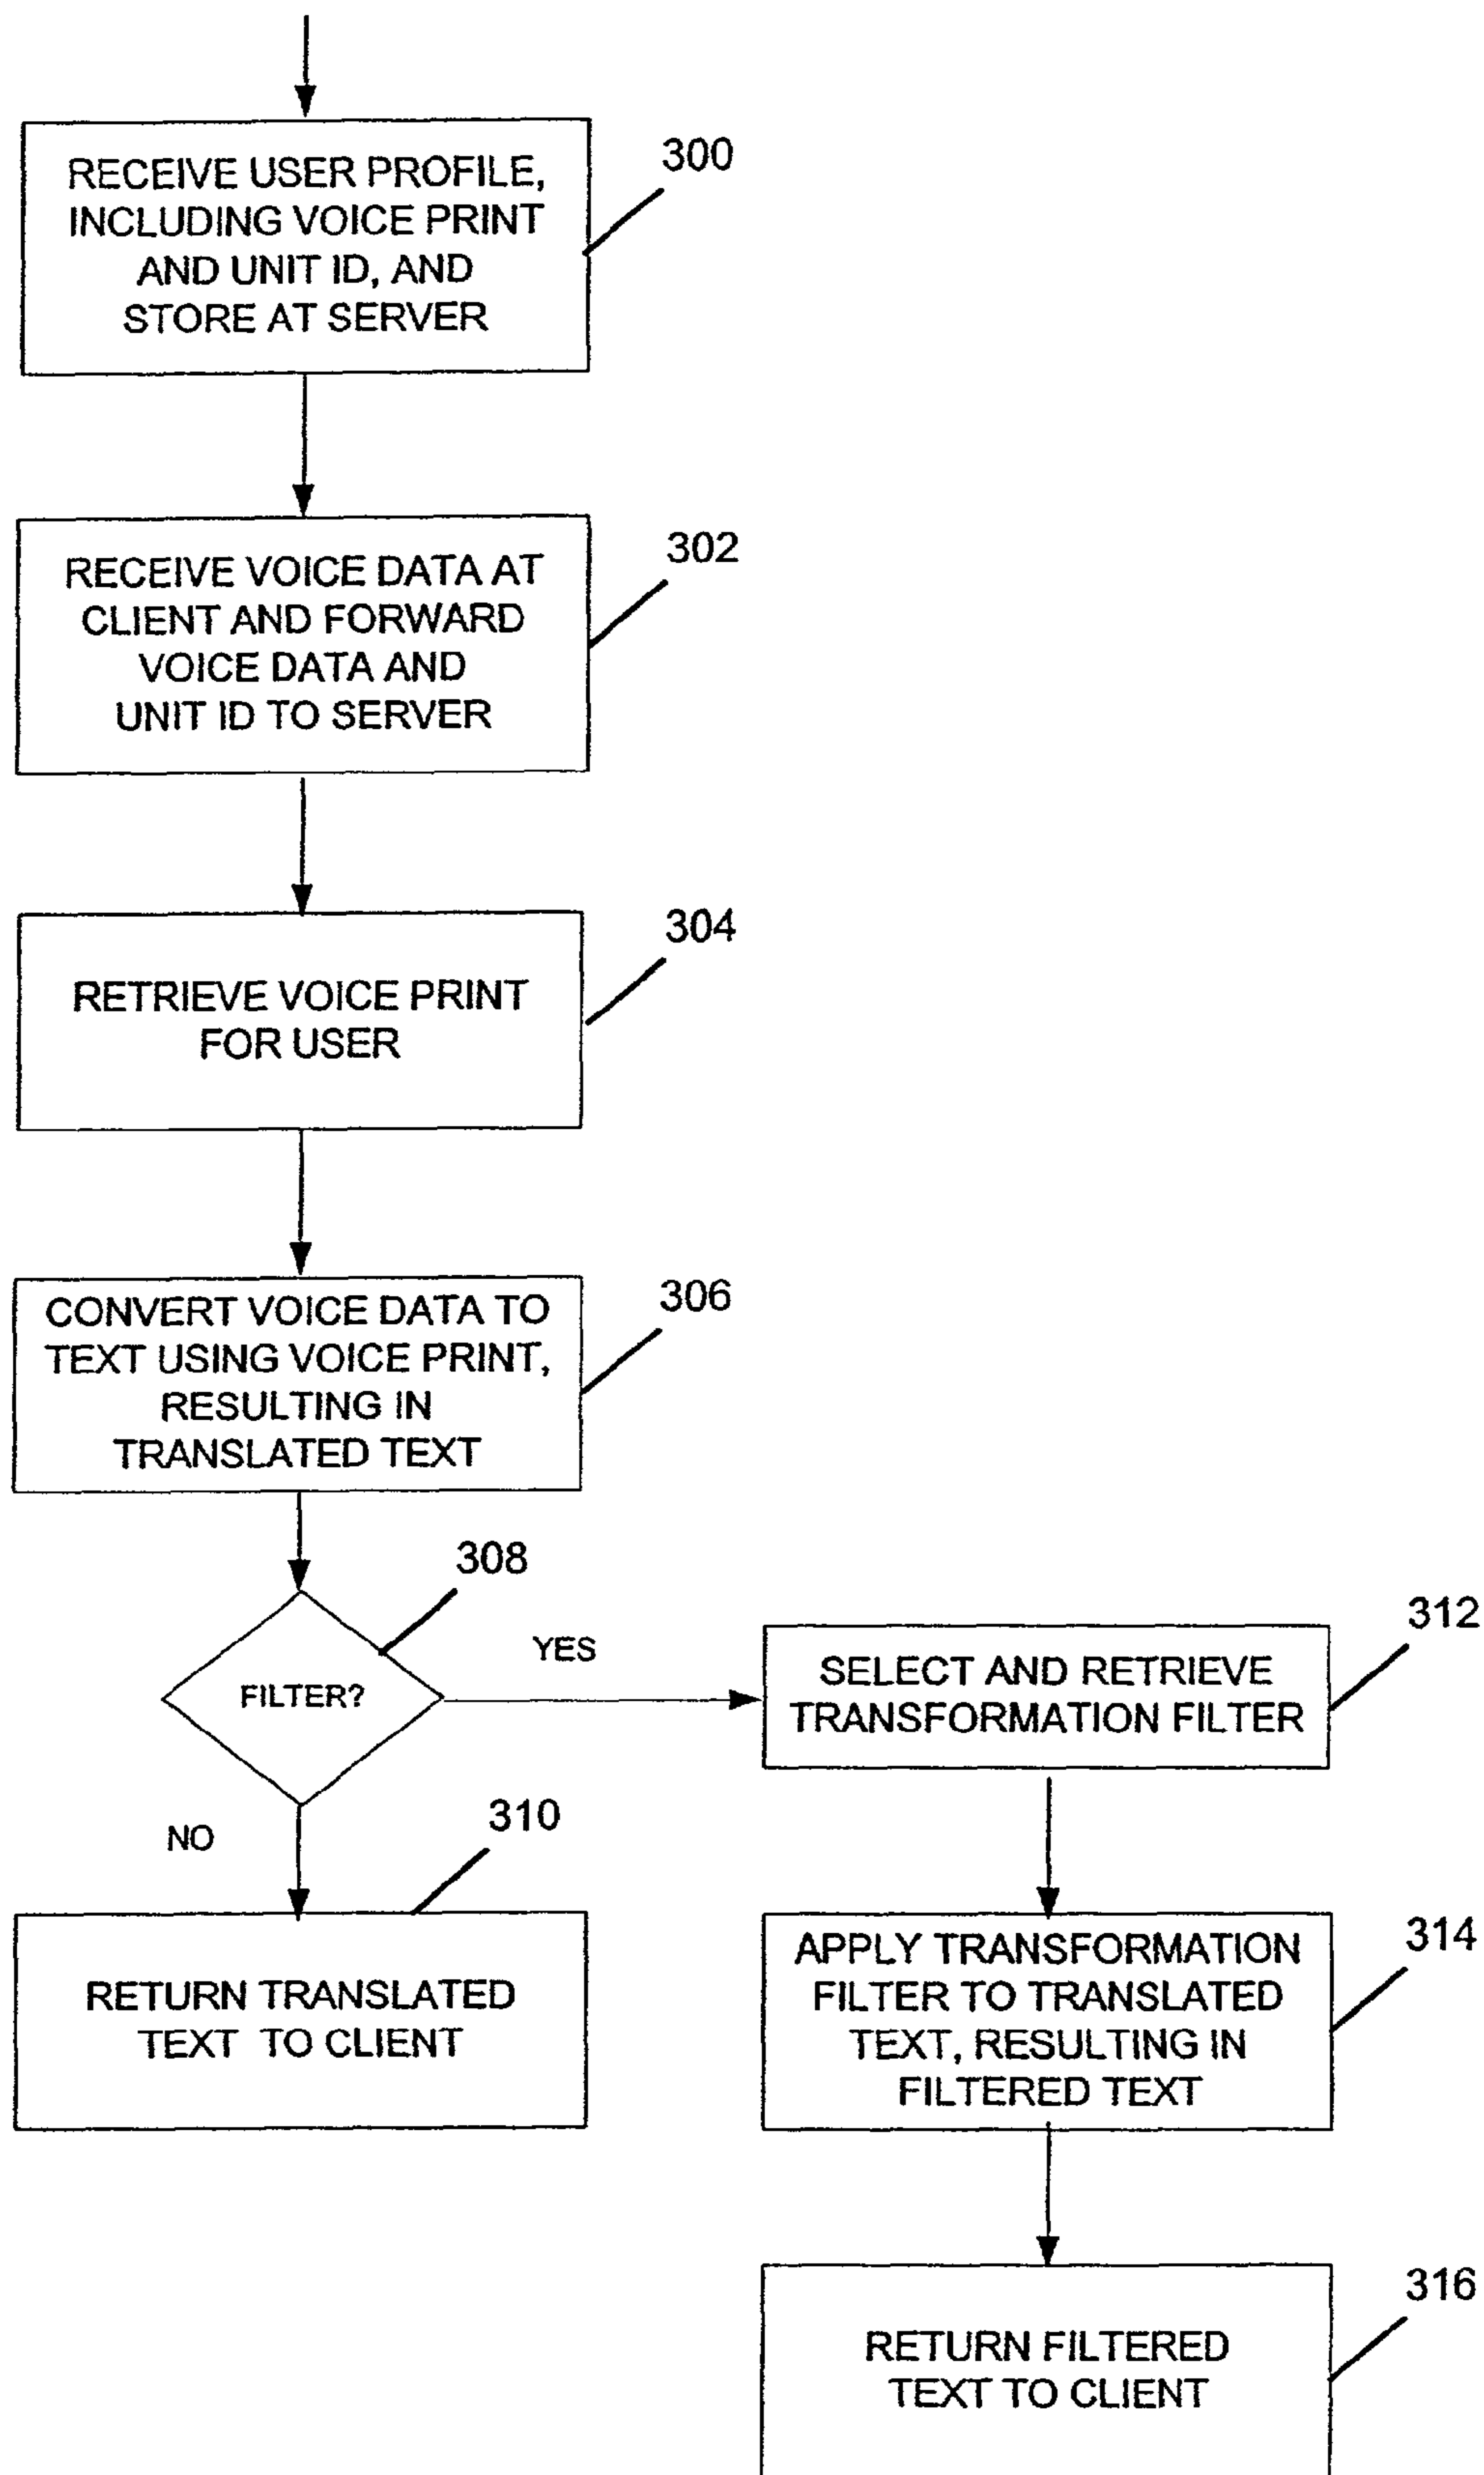 RECEIVE USER PROFILE,
INCLUDING VOICE PRINT
AND UNIT ID, AND
STORE AT SERVER
300
RECEIVE VOICE DATA AT
CLIENT AND FORWARD
VOICE DATA AND
UNIT ID TO SERVER
302
RETRIEVE VOICE PRINT
FOR USER
304
CONVERT VOICE DATA TO
TEXT USING VOICE PRINT,
RESULTING IN
TRANSLATED TEXT
306
FILTER?
308
YES
NO
RETURN TRANSLATED
TEXT TO CLIENT
310
SELECT AND RETRIEVE
TRANSFORMATION FILTER
312
APPLY TRANSFORMATION
FILTER TO TRANSLATED
TEXT, RESULTING IN
FILTERED TEXT
314
RETURN FILTERED
TEXT TO CLIENT
316